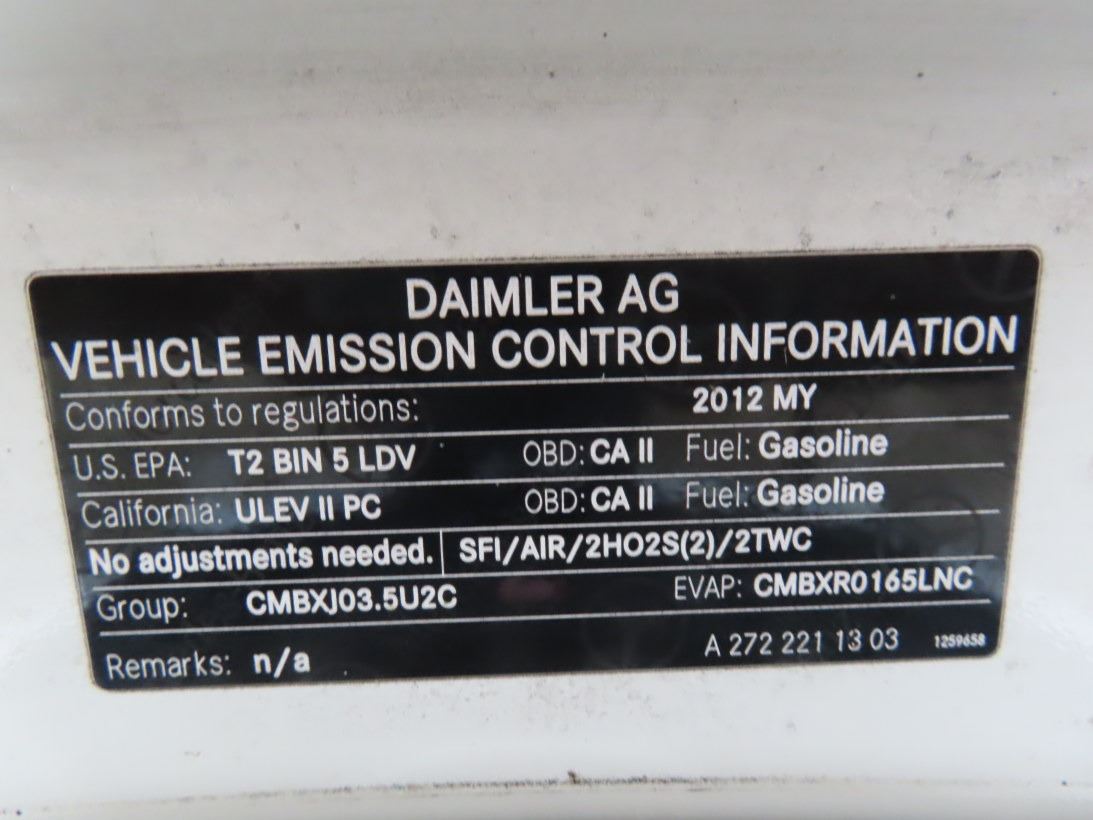 DAIMLER AG
VEHICLE EMISSION CONTROL INFORMATION
Conforms to regulations: 2012 MY
U.S. EPA: T2 BIN 5 LDV OBD: CA II Fuel: Gasoline
California: ULEV II PC OBD: CA II Fuel: Gasoline
No adjustments needed. SFI/AIR/2HO2S(2)/2TWC
Group: CMBXJ03.5U2C EVAP: CMBXR0165LNC
Remarks: n/a A 272 221 13 03 1259658